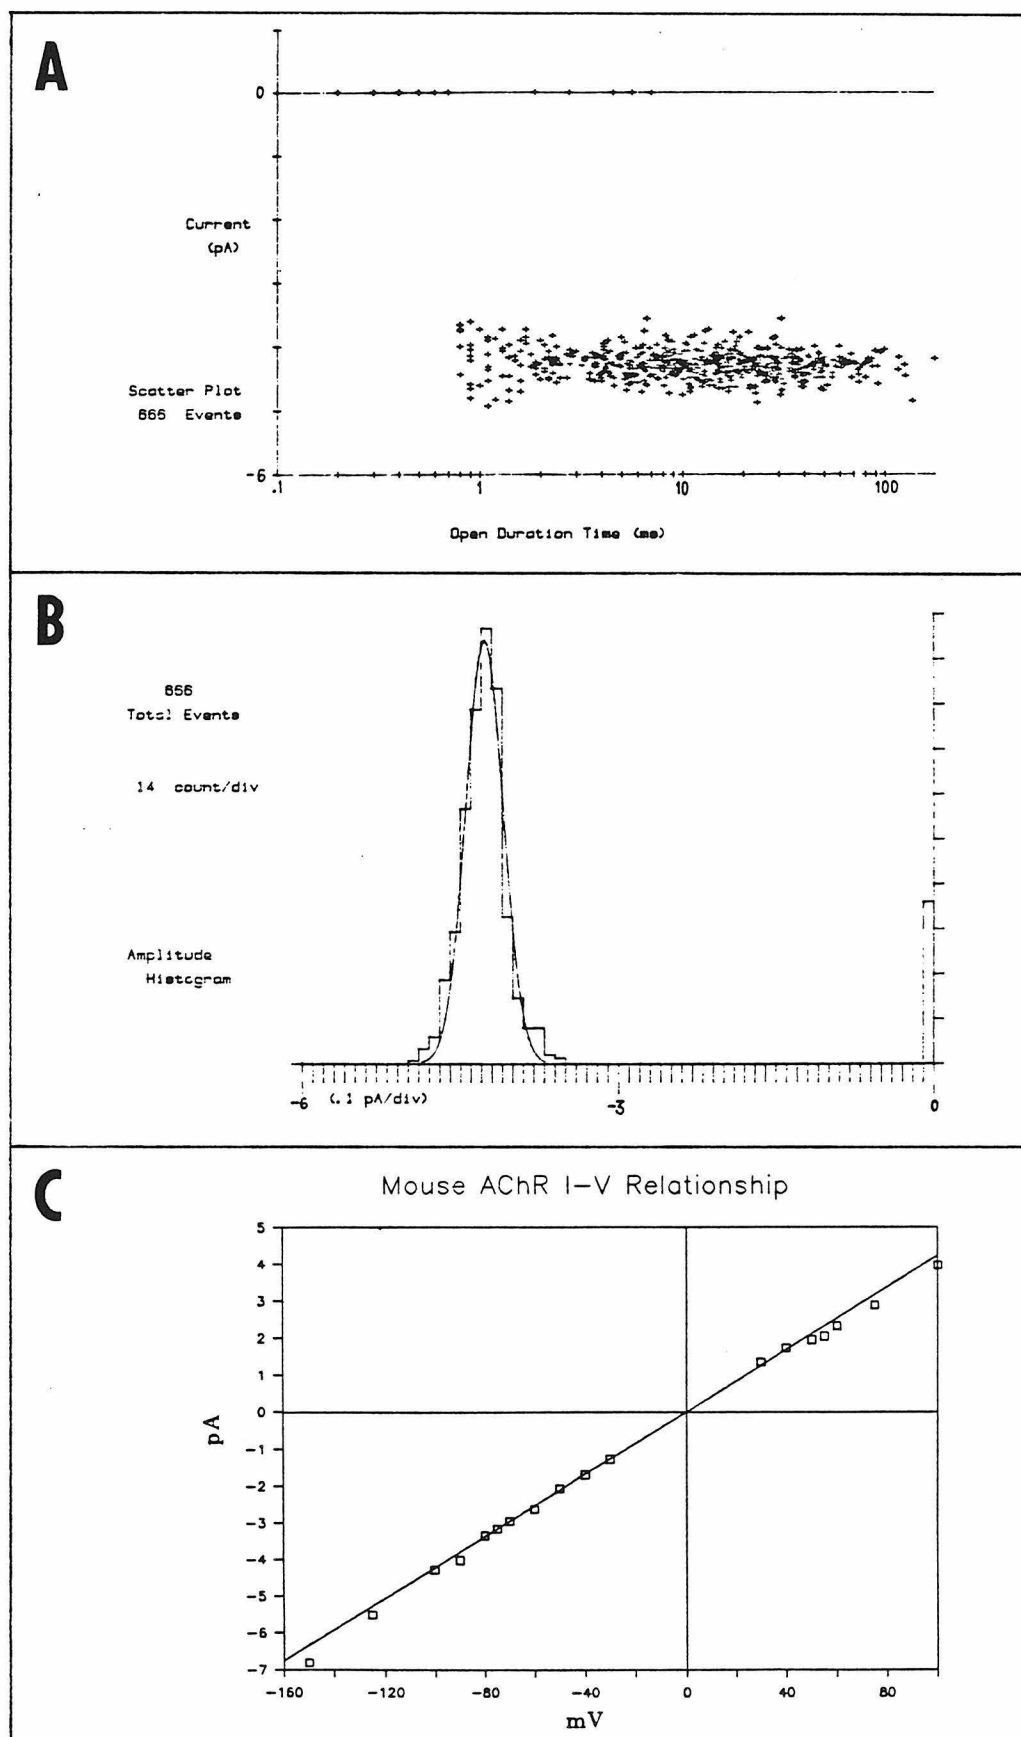 A
0
Current
(pA)
Scatter Plot
666 Events
-6
.1 1 10 100
Open Duration Time (ms)
B
656
Total Events
14 count/div
Amplitude
Histogram
-6 (.1 pA/div) -3 0
C
Mouse AChR I-V Relationship
5
4
3
2
1
0
-1
-2
-3
-4
-5
-6
-7
pA
-160 -120 -80 -40 0 40 80
mV